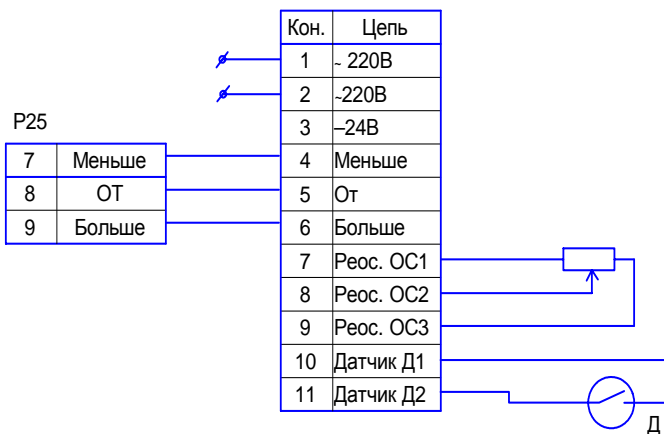 Кон. Цепь
1 ~ 220В
2 ~220В
3 –24В
4 Меньше
5 От
6 Больше
7 Реос. ОС1
8 Реос. ОС2
9 Реос. ОС3
10 Датчик Д1
11 Датчик Д2
Р25
7 Меньше
8 ОТ
9 Больше
Д